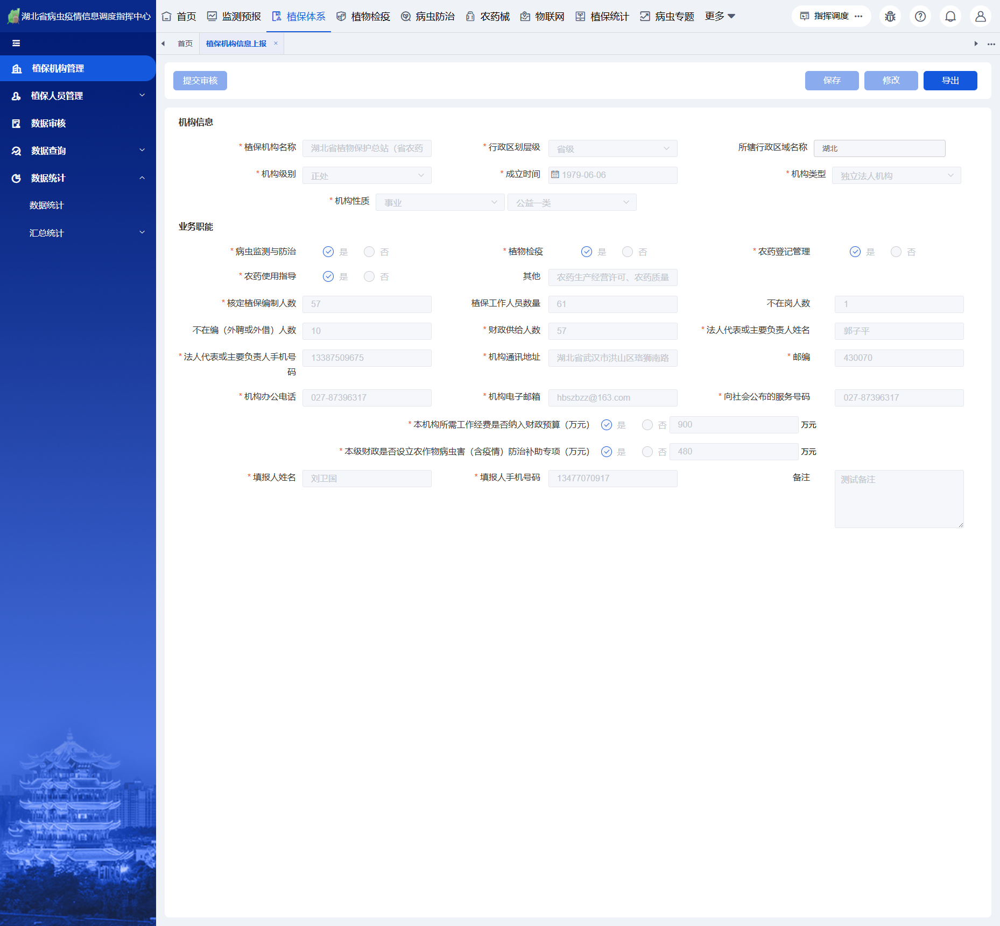 湖北省病虫疫情信息调度指挥中心
首页 监测预报 植保体系 植物检疫 病虫防治 农药械 物联网 植保统计 病虫专题 更多
指挥调度
首页 植保机构信息上报
植保机构管理
植保人员管理
数据审核
数据查询
数据统计
数据统计
汇总统计
提交审核 保存 修改 导出
机构信息
*植保机构名称 湖北省植物保护总站（省农药 *行政区划层级 省级 所辖行政区域名称 湖北
*机构级别 正处 *成立时间 1979-06-06 *机构类型 独立法人机构
*机构性质 事业 公益一类
业务职能
*病虫监测与防治 是 否 *植物检疫 是 否 *农药登记管理 是 否
*农药使用指导 是 否 其他 农药生产经营许可、农药质量
*核定植保编制人数 57 植保工作人员数量 61 不在岗人数 1
不在编（外聘或外借）人数 10 *财政供给人数 57 *法人代表或主要负责人姓名 郭子平
*法人代表或主要负责人手机号 13387509675 *机构通讯地址 湖北省武汉市洪山区珞狮南路 *邮编 430070
码
*机构办公电话 027-87396317 *机构电子邮箱 hbszbzz@163.com *向社会公布的服务号码 027-87396317
*本机构所需工作经费是否纳入财政预算（万元） 是 否 900 万元
*本级财政是否设立农作物病虫害（含疫情）防治补助专项（万元） 是 否 480 万元
*填报人姓名 刘卫国 *填报人手机号码 13477070917 备注 测试备注